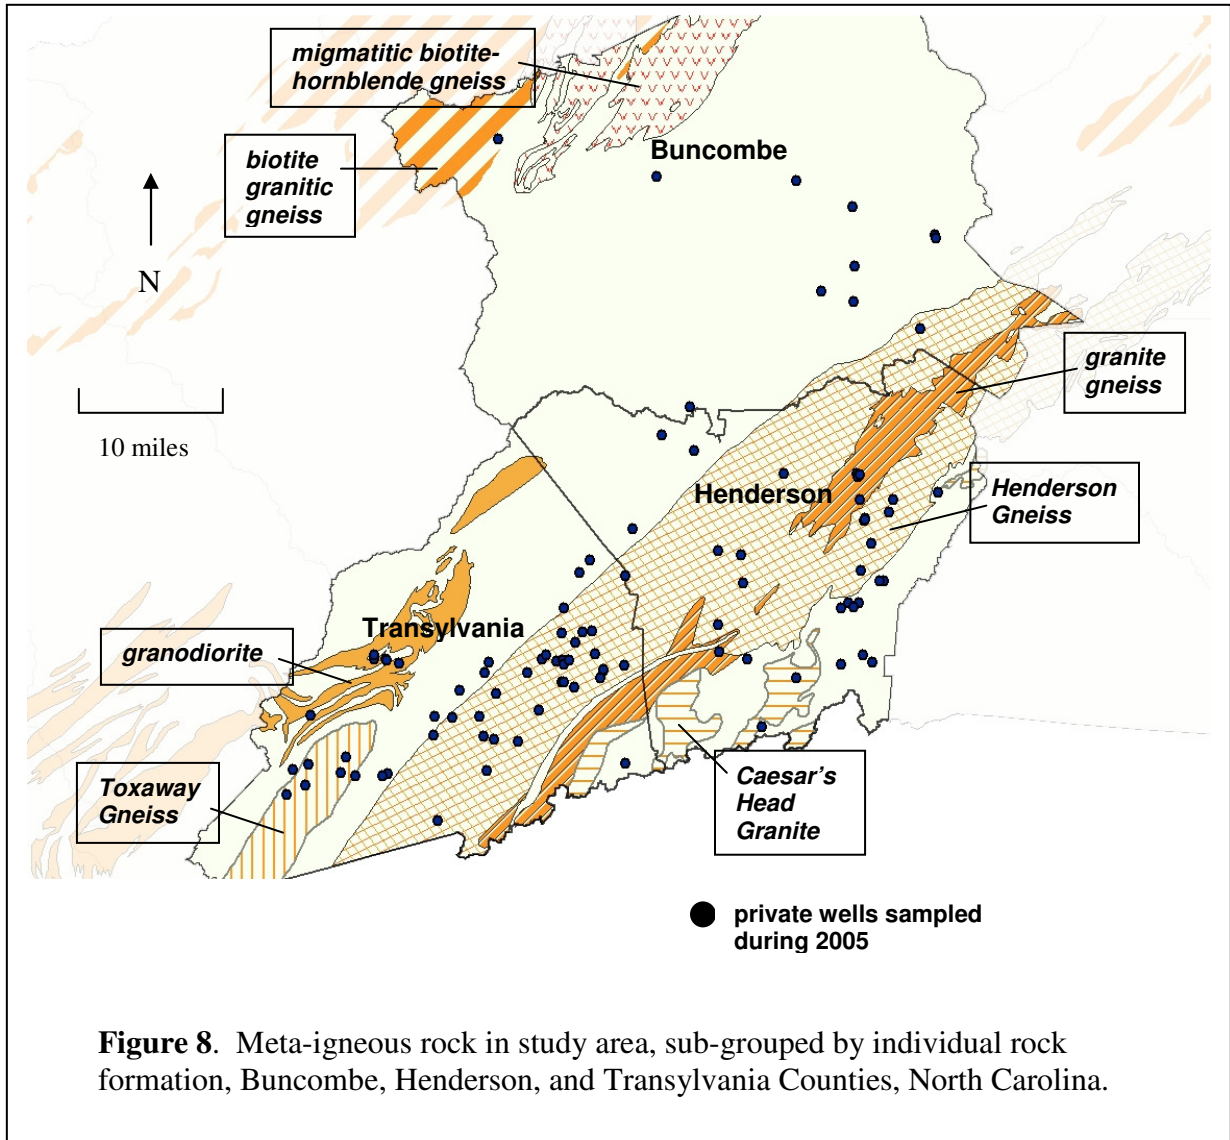 migmatitic biotite-
hornblende gneiss
biotite
granitic
gneiss
Buncombe
N
10 miles
granite
gneiss
Henderson
Henderson
Gneiss
Transylvania
granodiorite
Toxaway
Gneiss
Caesar's
Head
Granite
private wells sampled
during 2005
Figure 8. Meta-igneous rock in study area, sub-grouped by individual rock
formation, Buncombe, Henderson, and Transylvania Counties, North Carolina.